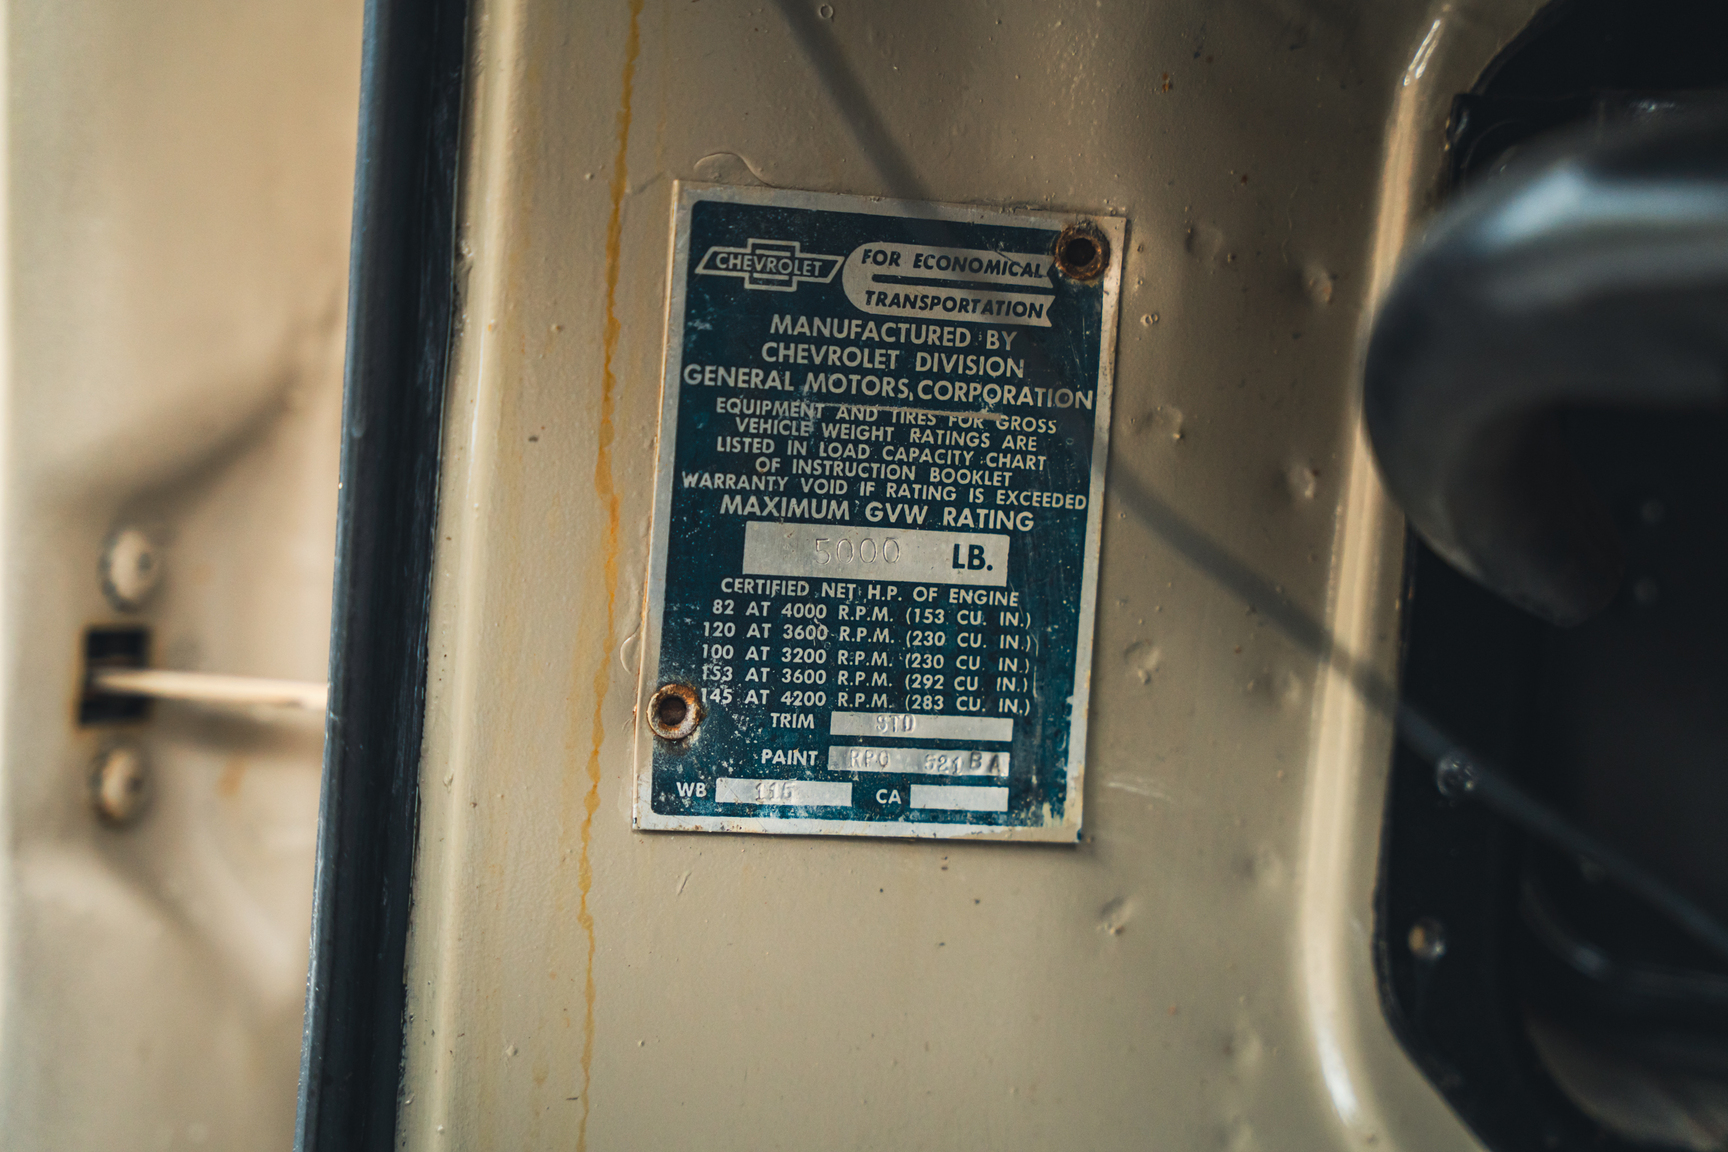 CHEVROLET
FOR ECONOMICAL
TRANSPORTATION
MANUFACTURED BY
CHEVROLET DIVISION
GENERAL MOTORS CORPORATION
EQUIPMENT AND TIRES FOR GROSS
VEHICLE WEIGHT RATINGS ARE
LISTED IN LOAD CAPACITY CHART
OF INSTRUCTION BOOKLET
WARRANTY VOID IF RATING IS EXCEEDED
MAXIMUM GVW RATING
5000 LB.
CERTIFIED NET H.P. OF ENGINE
82 AT 4000 R.P.M. (153 CU. IN.)
120 AT 3600 R.P.M. (230 CU. IN.)
100 AT 3200 R.P.M. (230 CU. IN.)
153 AT 3600 R.P.M. (292 CU. IN.)
145 AT 4200 R.P.M. (283 CU. IN.)
TRIM STD
PAINT RPO 521 BA
WB 115 CA